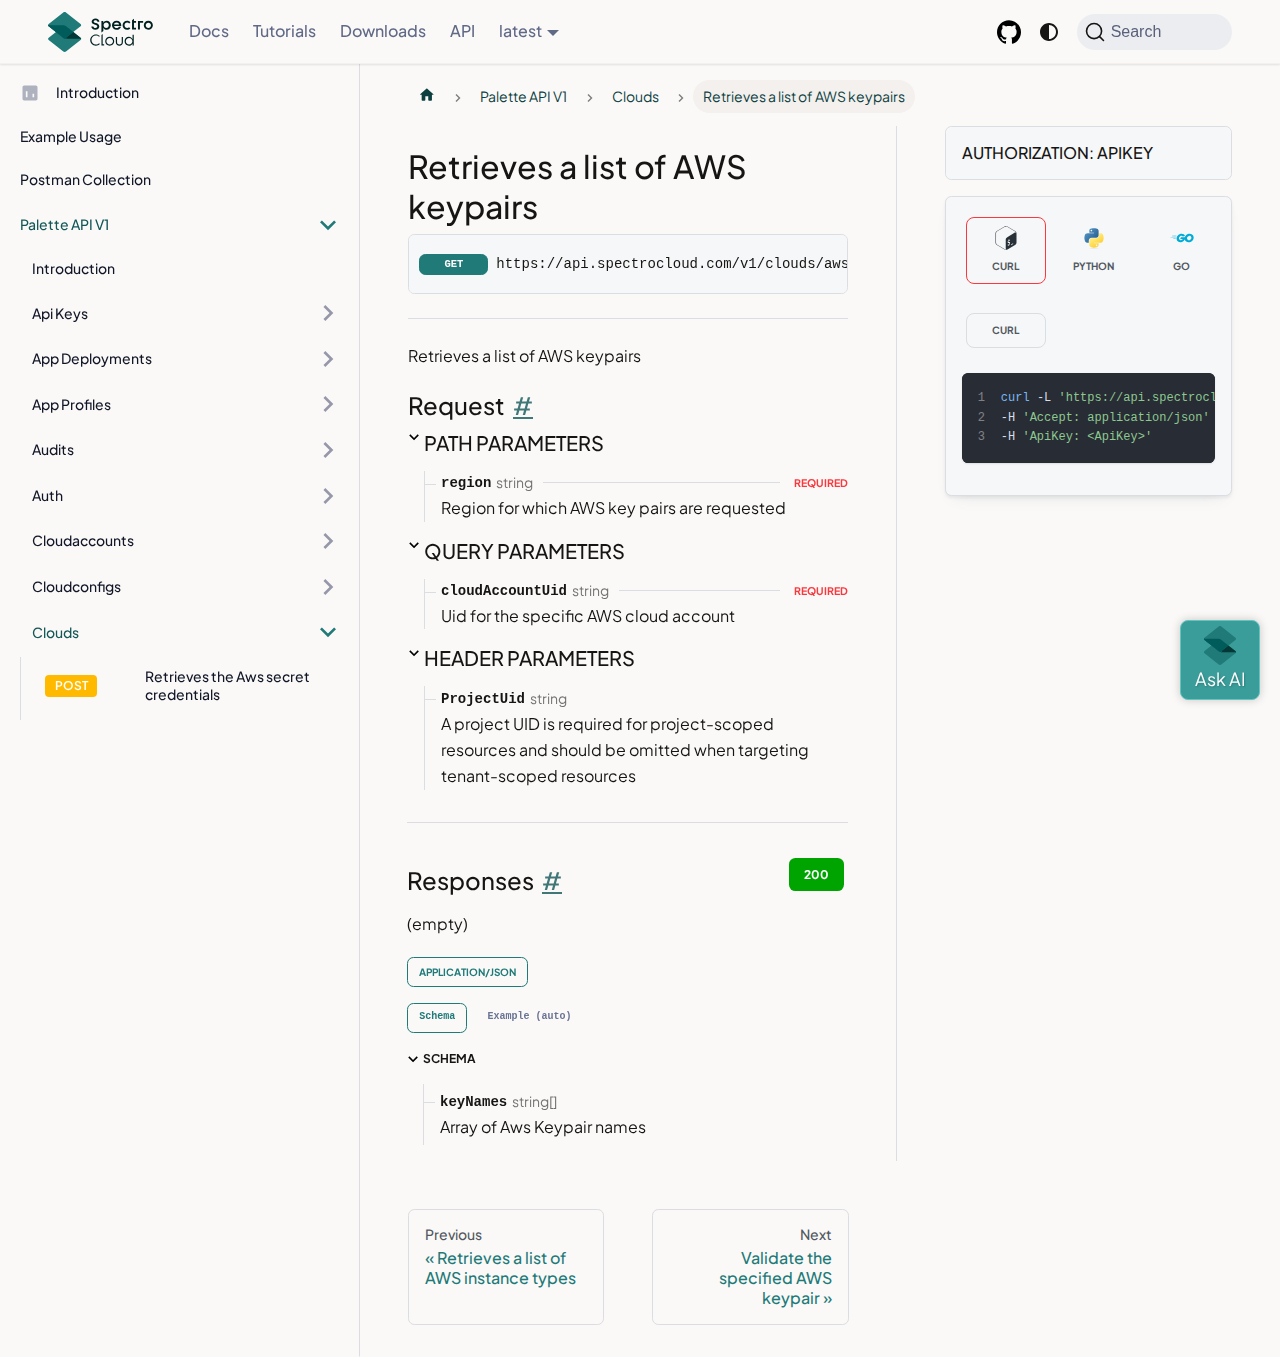 Spectro
Cloud
Docs
Tutorials
Downloads
API
latest
Search
Introduction
Example Usage
Postman Collection
Palette API V1
Introduction
Api Keys
App Deployments
App Profiles
Audits
Auth
Cloudaccounts
Cloudconfigs
Clouds
POST
Retrieves the Aws secret
credentials
Palette API V1
Clouds
Retrieves a list of AWS keypairs
Retrieves a list of AWS
keypairs
GET https://api.spectrocloud.com/v1/clouds/aws
Retrieves a list of AWS keypairs
Request #
PATH PARAMETERS
region string REQUIRED
Region for which AWS key pairs are requested
QUERY PARAMETERS
cloudAccountUid string REQUIRED
Uid for the specific AWS cloud account
HEADER PARAMETERS
ProjectUid string
A project UID is required for project-scoped
resources and should be omitted when targeting
tenant-scoped resources
Responses #
200
(empty)
APPLICATION/JSON
Schema
Example (auto)
SCHEMA
keyNames string[]
Array of Aws Keypair names
Previous
« Retrieves a list of
AWS instance types
Next
Validate the
specified AWS
keypair »
AUTHORIZATION: APIKEY
CURL
PYTHON
GO
GO
CURL
1 curl -L 'https://api.spectrocl
2 -H 'Accept: application/json'
3 -H 'ApiKey: <ApiKey>'
Ask AI